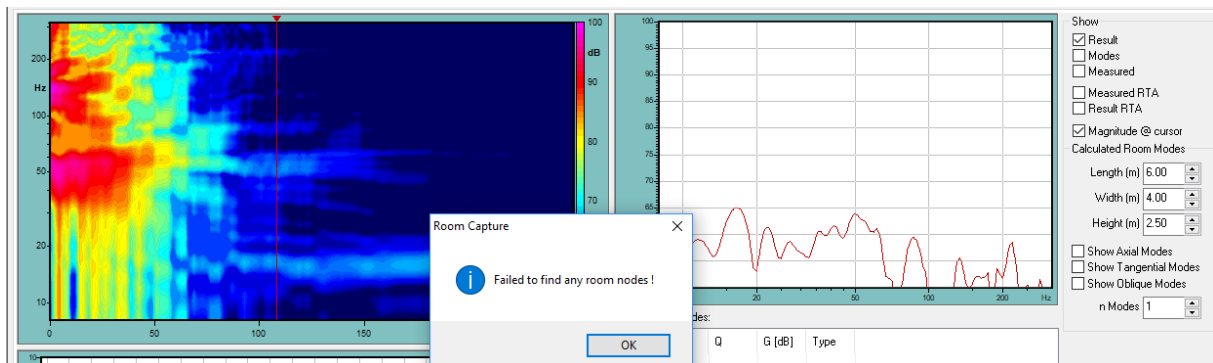 100
dB
90
80
70
200
Hz
100
50
20
10
0
50
100
150
10
100
95
90
85
80
75
70
65
20
50
100
200
Hz
Room Capture
Failed to find any room nodes !
OK
des:
Q G [dB] Type
Show
Result
Modes
Measured
Measured RTA
Result RTA
Magnitude @ cursor
Calculated Room Modes
Length (m) 6.00
Width (m) 4.00
Height (m) 2.50
Show Axial Modes
Show Tangential Modes
Show Oblique Modes
n Modes 1